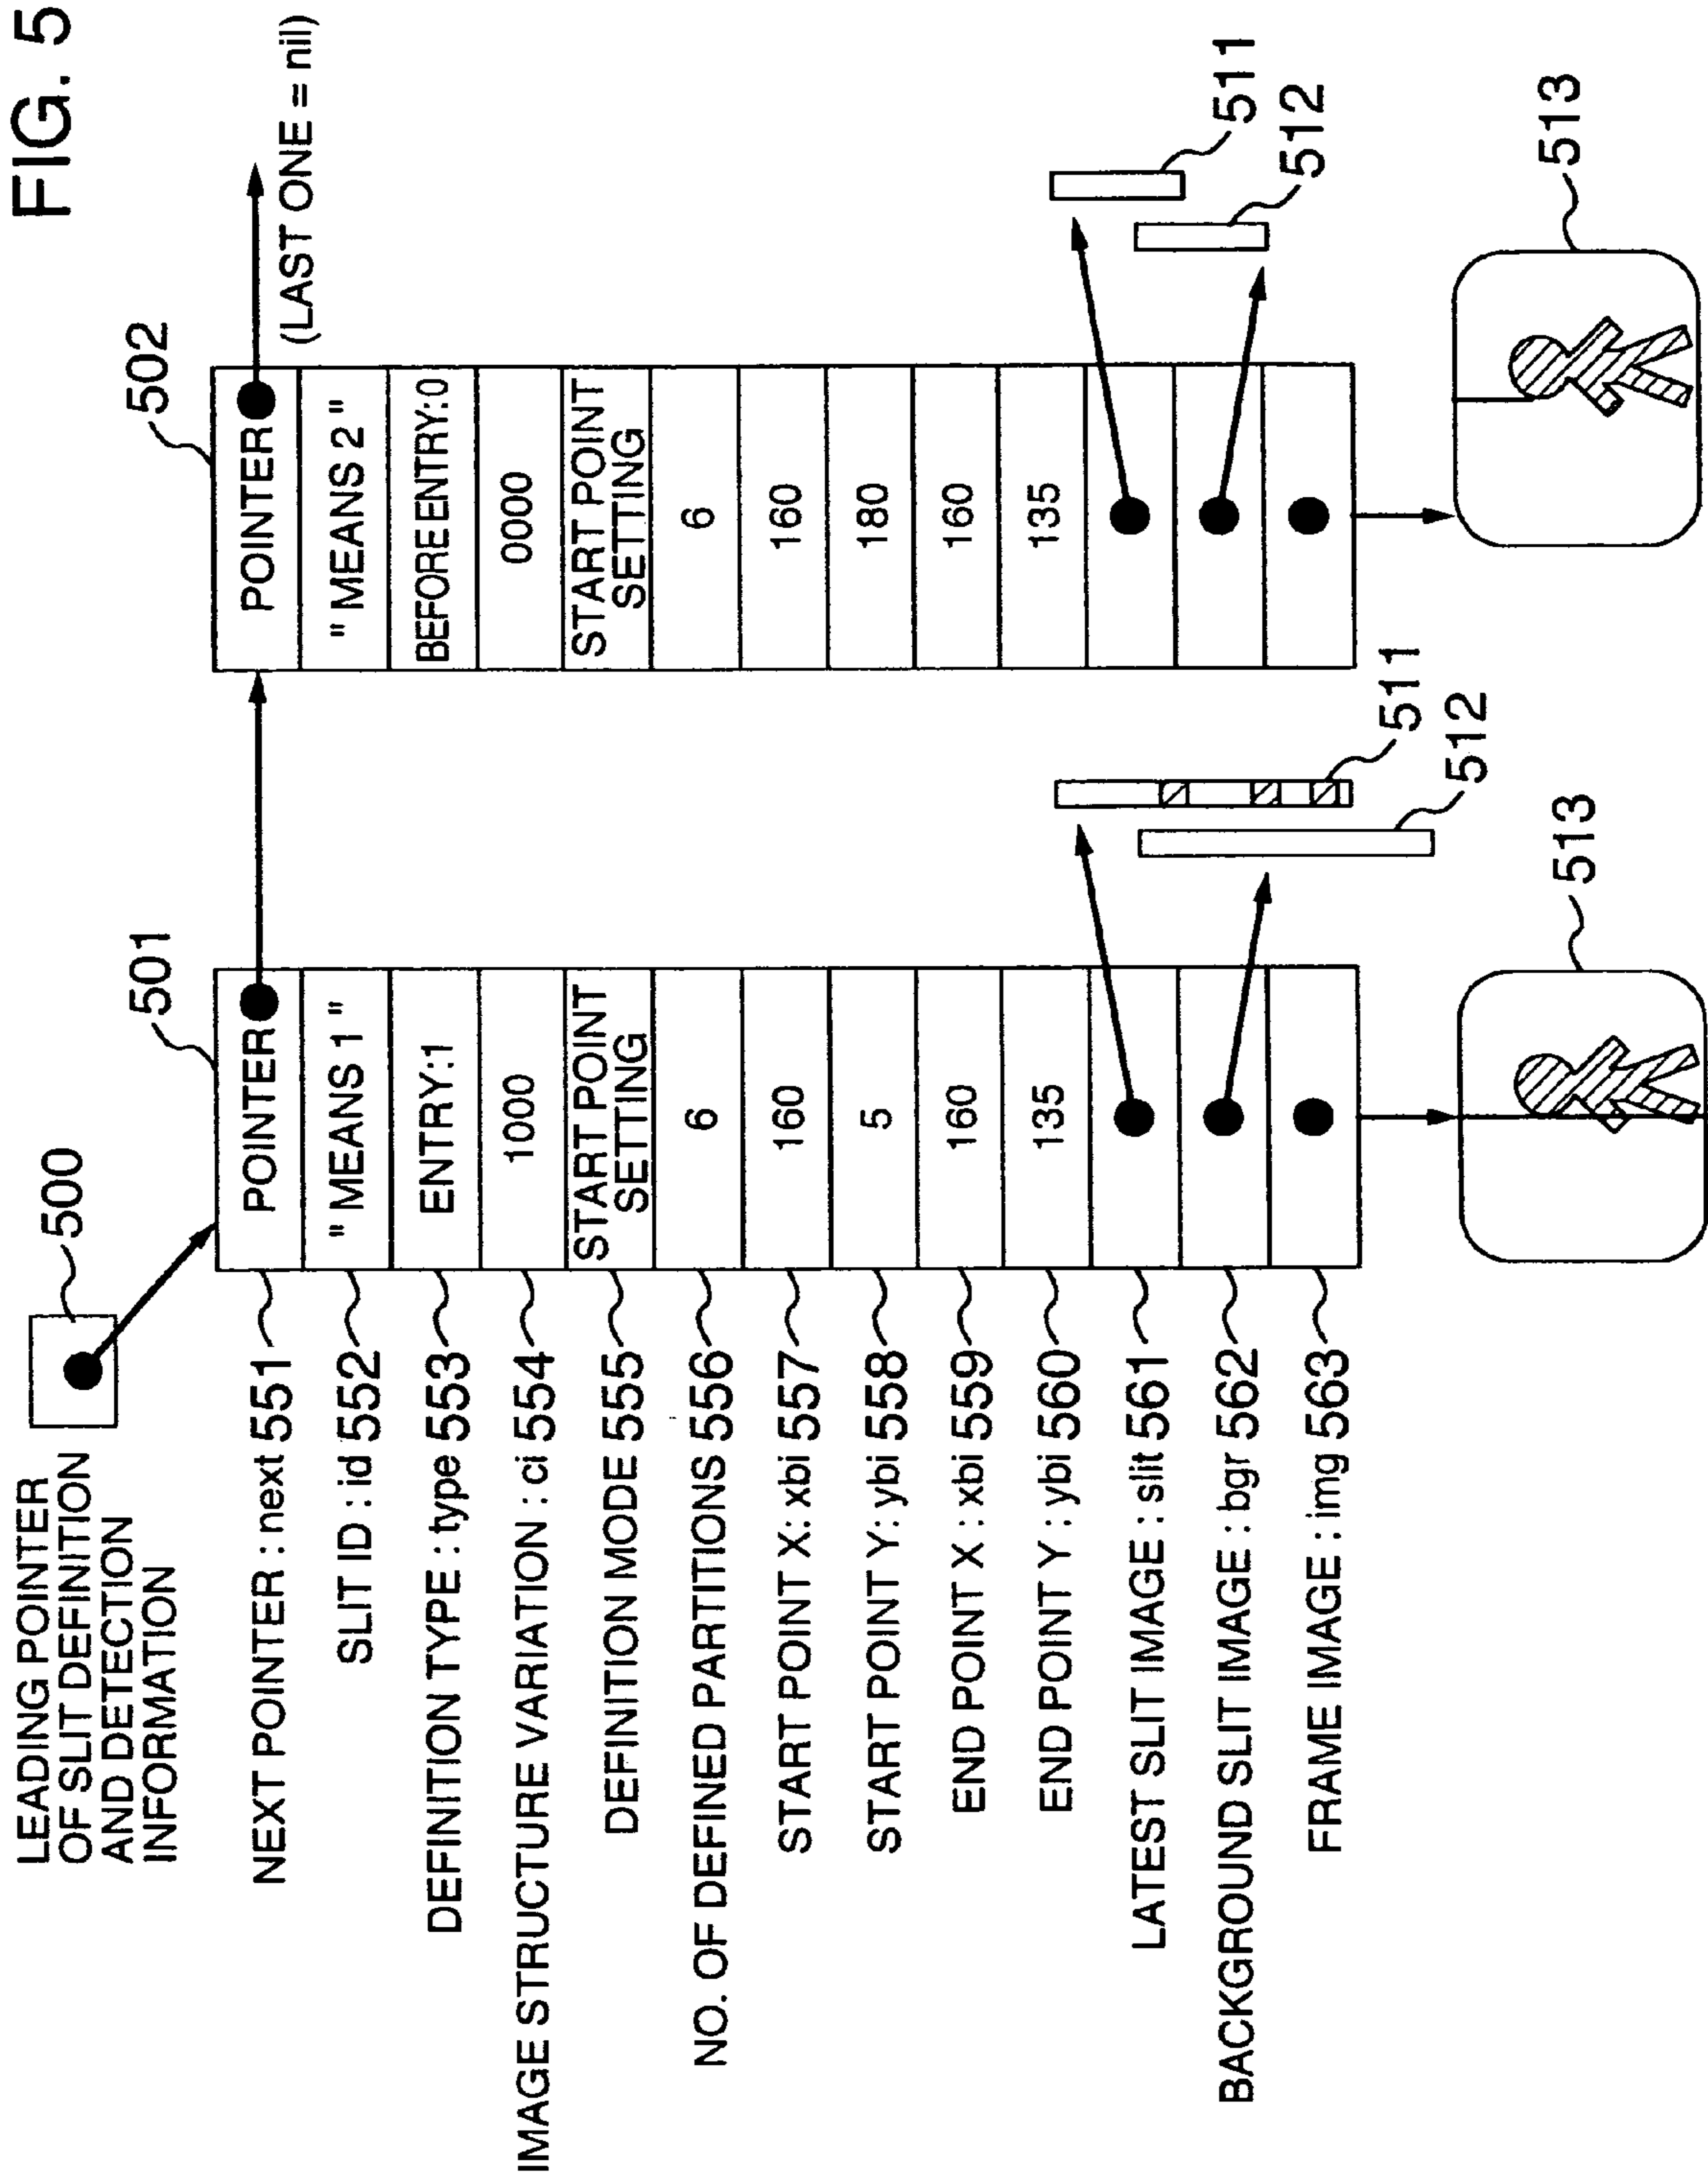 FIG. 5
LEADING POINTER
OF SLIT DEFINITION
AND DETECTION
INFORMATION
500
501
502
NEXT POINTER : next 551
POINTER
POINTER
(LAST ONE = nil)
SLIT ID : id 552
" MEANS 1 "
" MEANS 2 "
DEFINITION TYPE : type 553
ENTRY:1
BEFORE ENTRY:0
IMAGE STRUCTURE VARIATION : ci 554
1000
0000
DEFINITION MODE 555
START POINT
SETTING
START POINT
SETTING
NO. OF DEFINED PARTITIONS 556
6
6
START POINT X: xbi 557
160
160
START POINT Y: ybi 558
5
180
END POINT X : xbi 559
160
160
END POINT Y : ybi 560
135
135
LATEST SLIT IMAGE : slit 561
511
511
BACKGROUND SLIT IMAGE : bgr 562
512
512
FRAME IMAGE : img 563
513
513